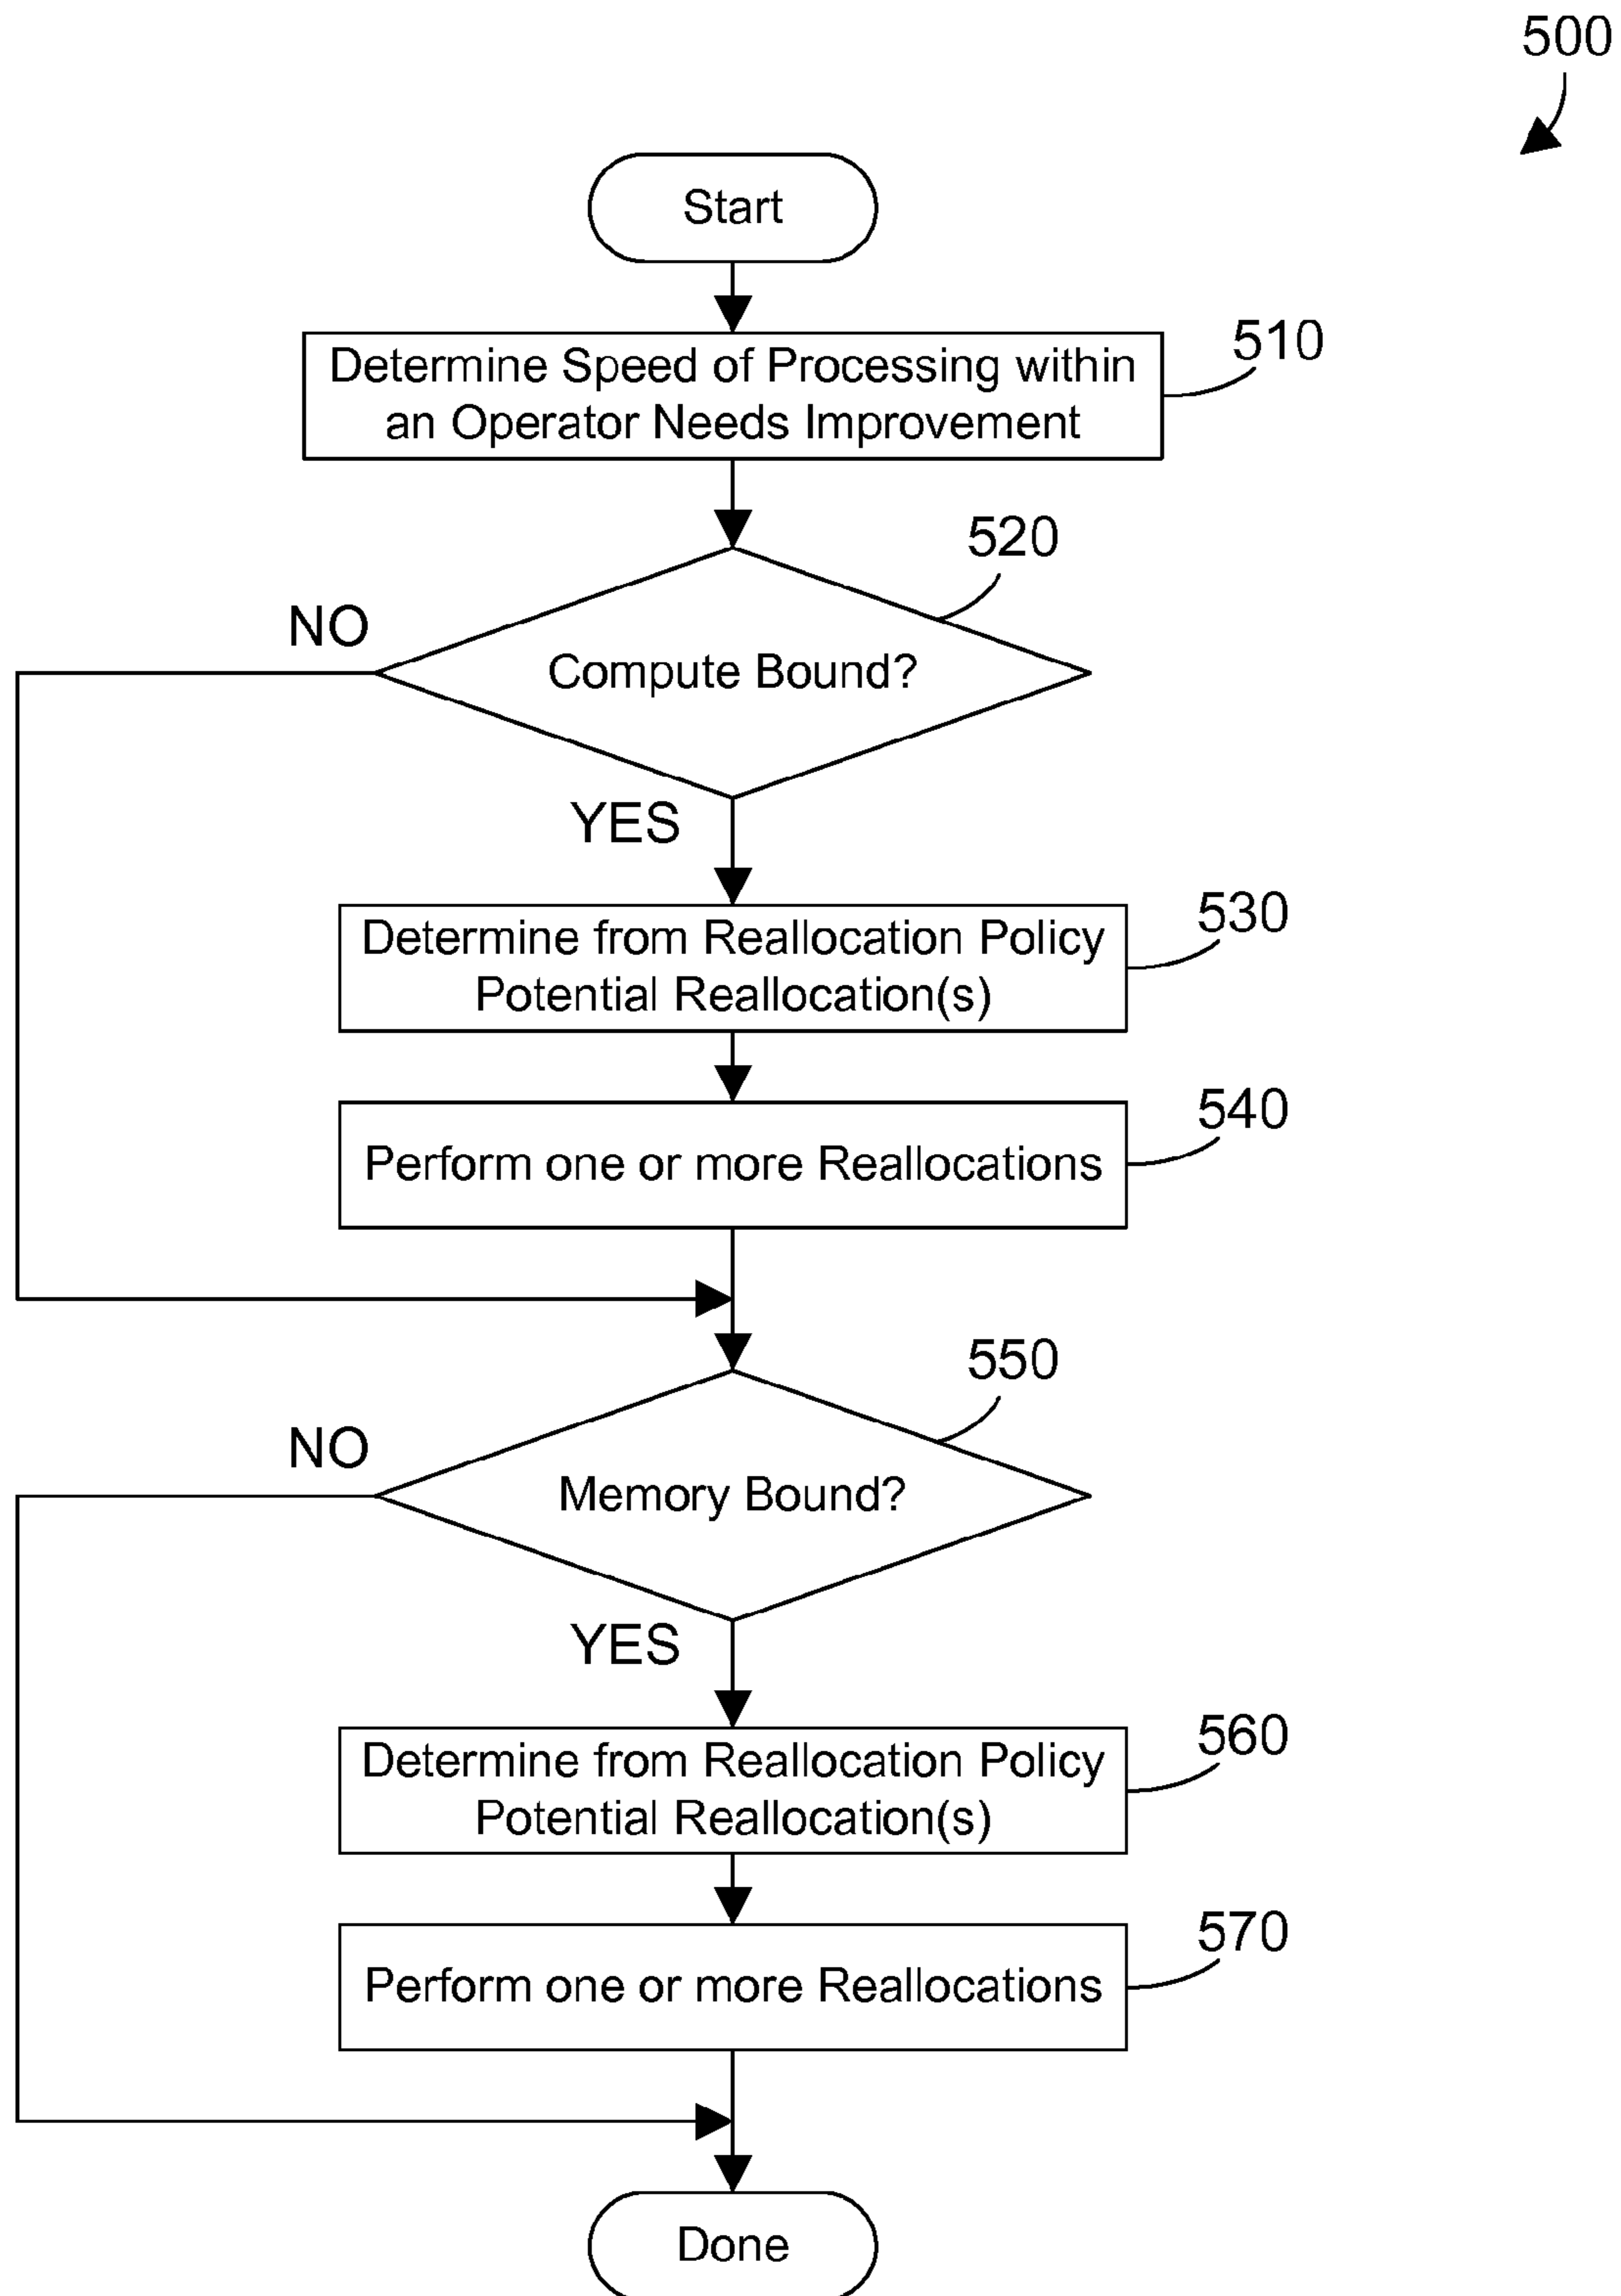 500
Start
Determine Speed of Processing within
an Operator Needs Improvement
510
520
NO
Compute Bound?
YES
Determine from Reallocation Policy
Potential Reallocation(s)
530
Perform one or more Reallocations
540
550
NO
Memory Bound?
YES
Determine from Reallocation Policy
Potential Reallocation(s)
560
Perform one or more Reallocations
570
Done